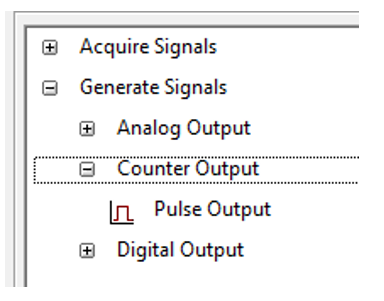 Acquire Signals
Generate Signals
Analog Output
Counter Output
Pulse Output
Digital Output